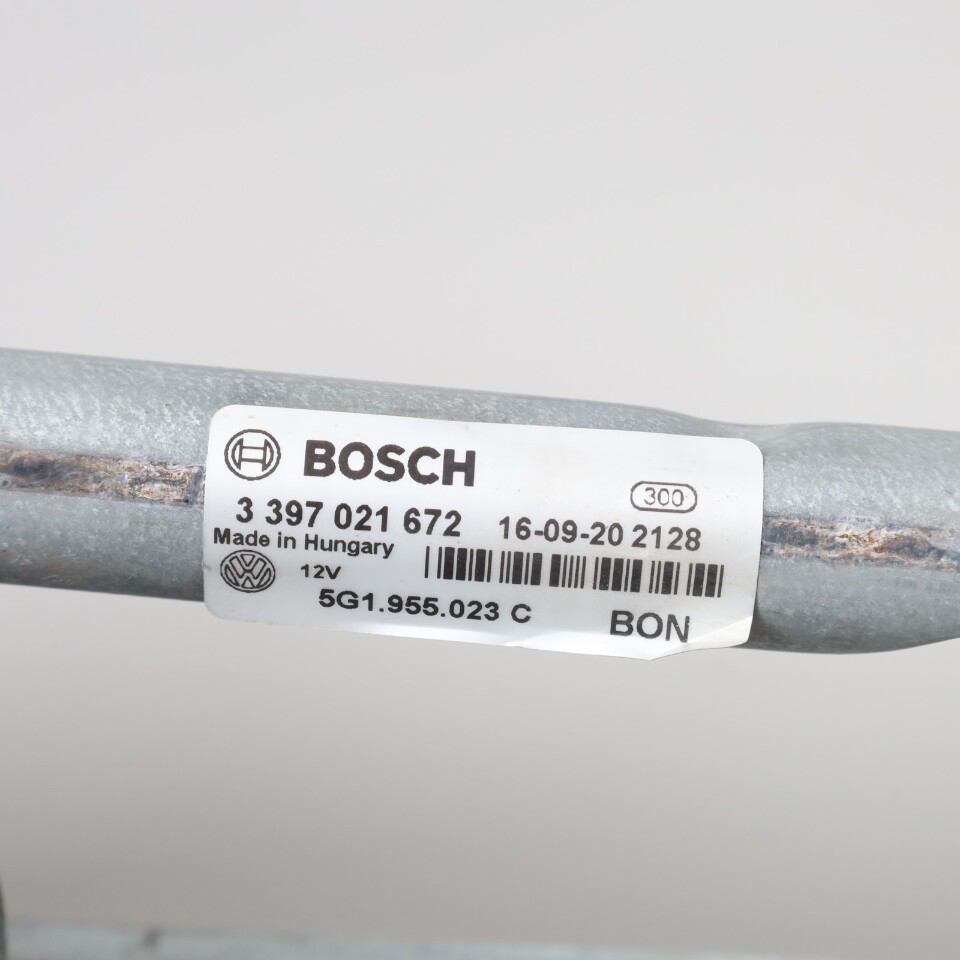 BOSCH
300
3 397 021 672 16-09-20 2128
Made in Hungary
12V
5G1.955.023 C
BON